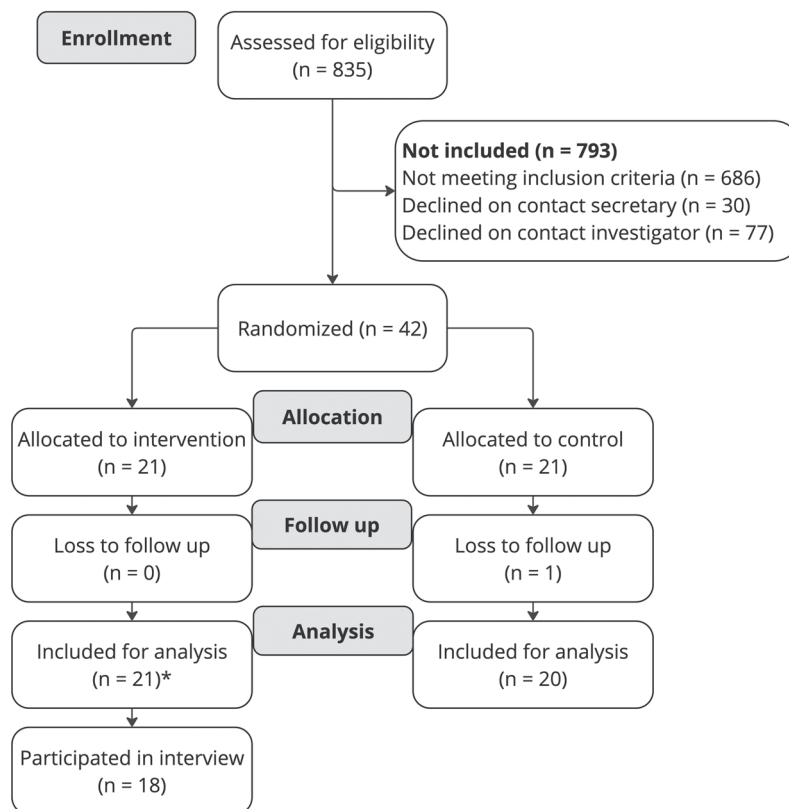 Enrollment
Assessed for eligibility
(n = 835)
Not included (n = 793)
Not meeting inclusion criteria (n = 686)
Declined on contact secretary (n = 30)
Declined on contact investigator (n = 77)
Randomized (n = 42)
Allocation
Allocated to intervention
(n = 21)
Allocated to control
(n = 21)
Follow up
Loss to follow up
(n = 0)
Loss to follow up
(n = 1)
Analysis
Included for analysis
(n = 21)*
Included for analysis
(n = 20)
Participated in interview
(n = 18)